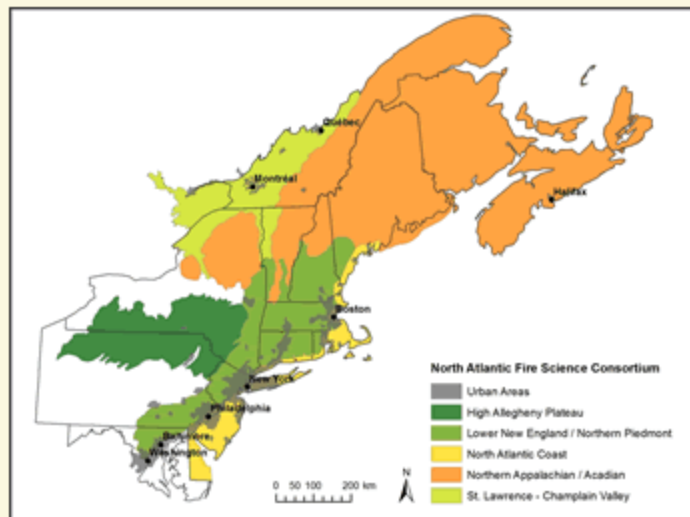 Québec
Montréal
Halifax
Boston
New York
Philadelphia
Baltimore
Washington
North Atlantic Fire Science Consortium
Urban Areas
High Allegheny Plateau
Lower New England / Northern Piedmont
North Atlantic Coast
Northern Appalachian / Acadian
St. Lawrence - Champlain Valley
N
0 50 100 200 km